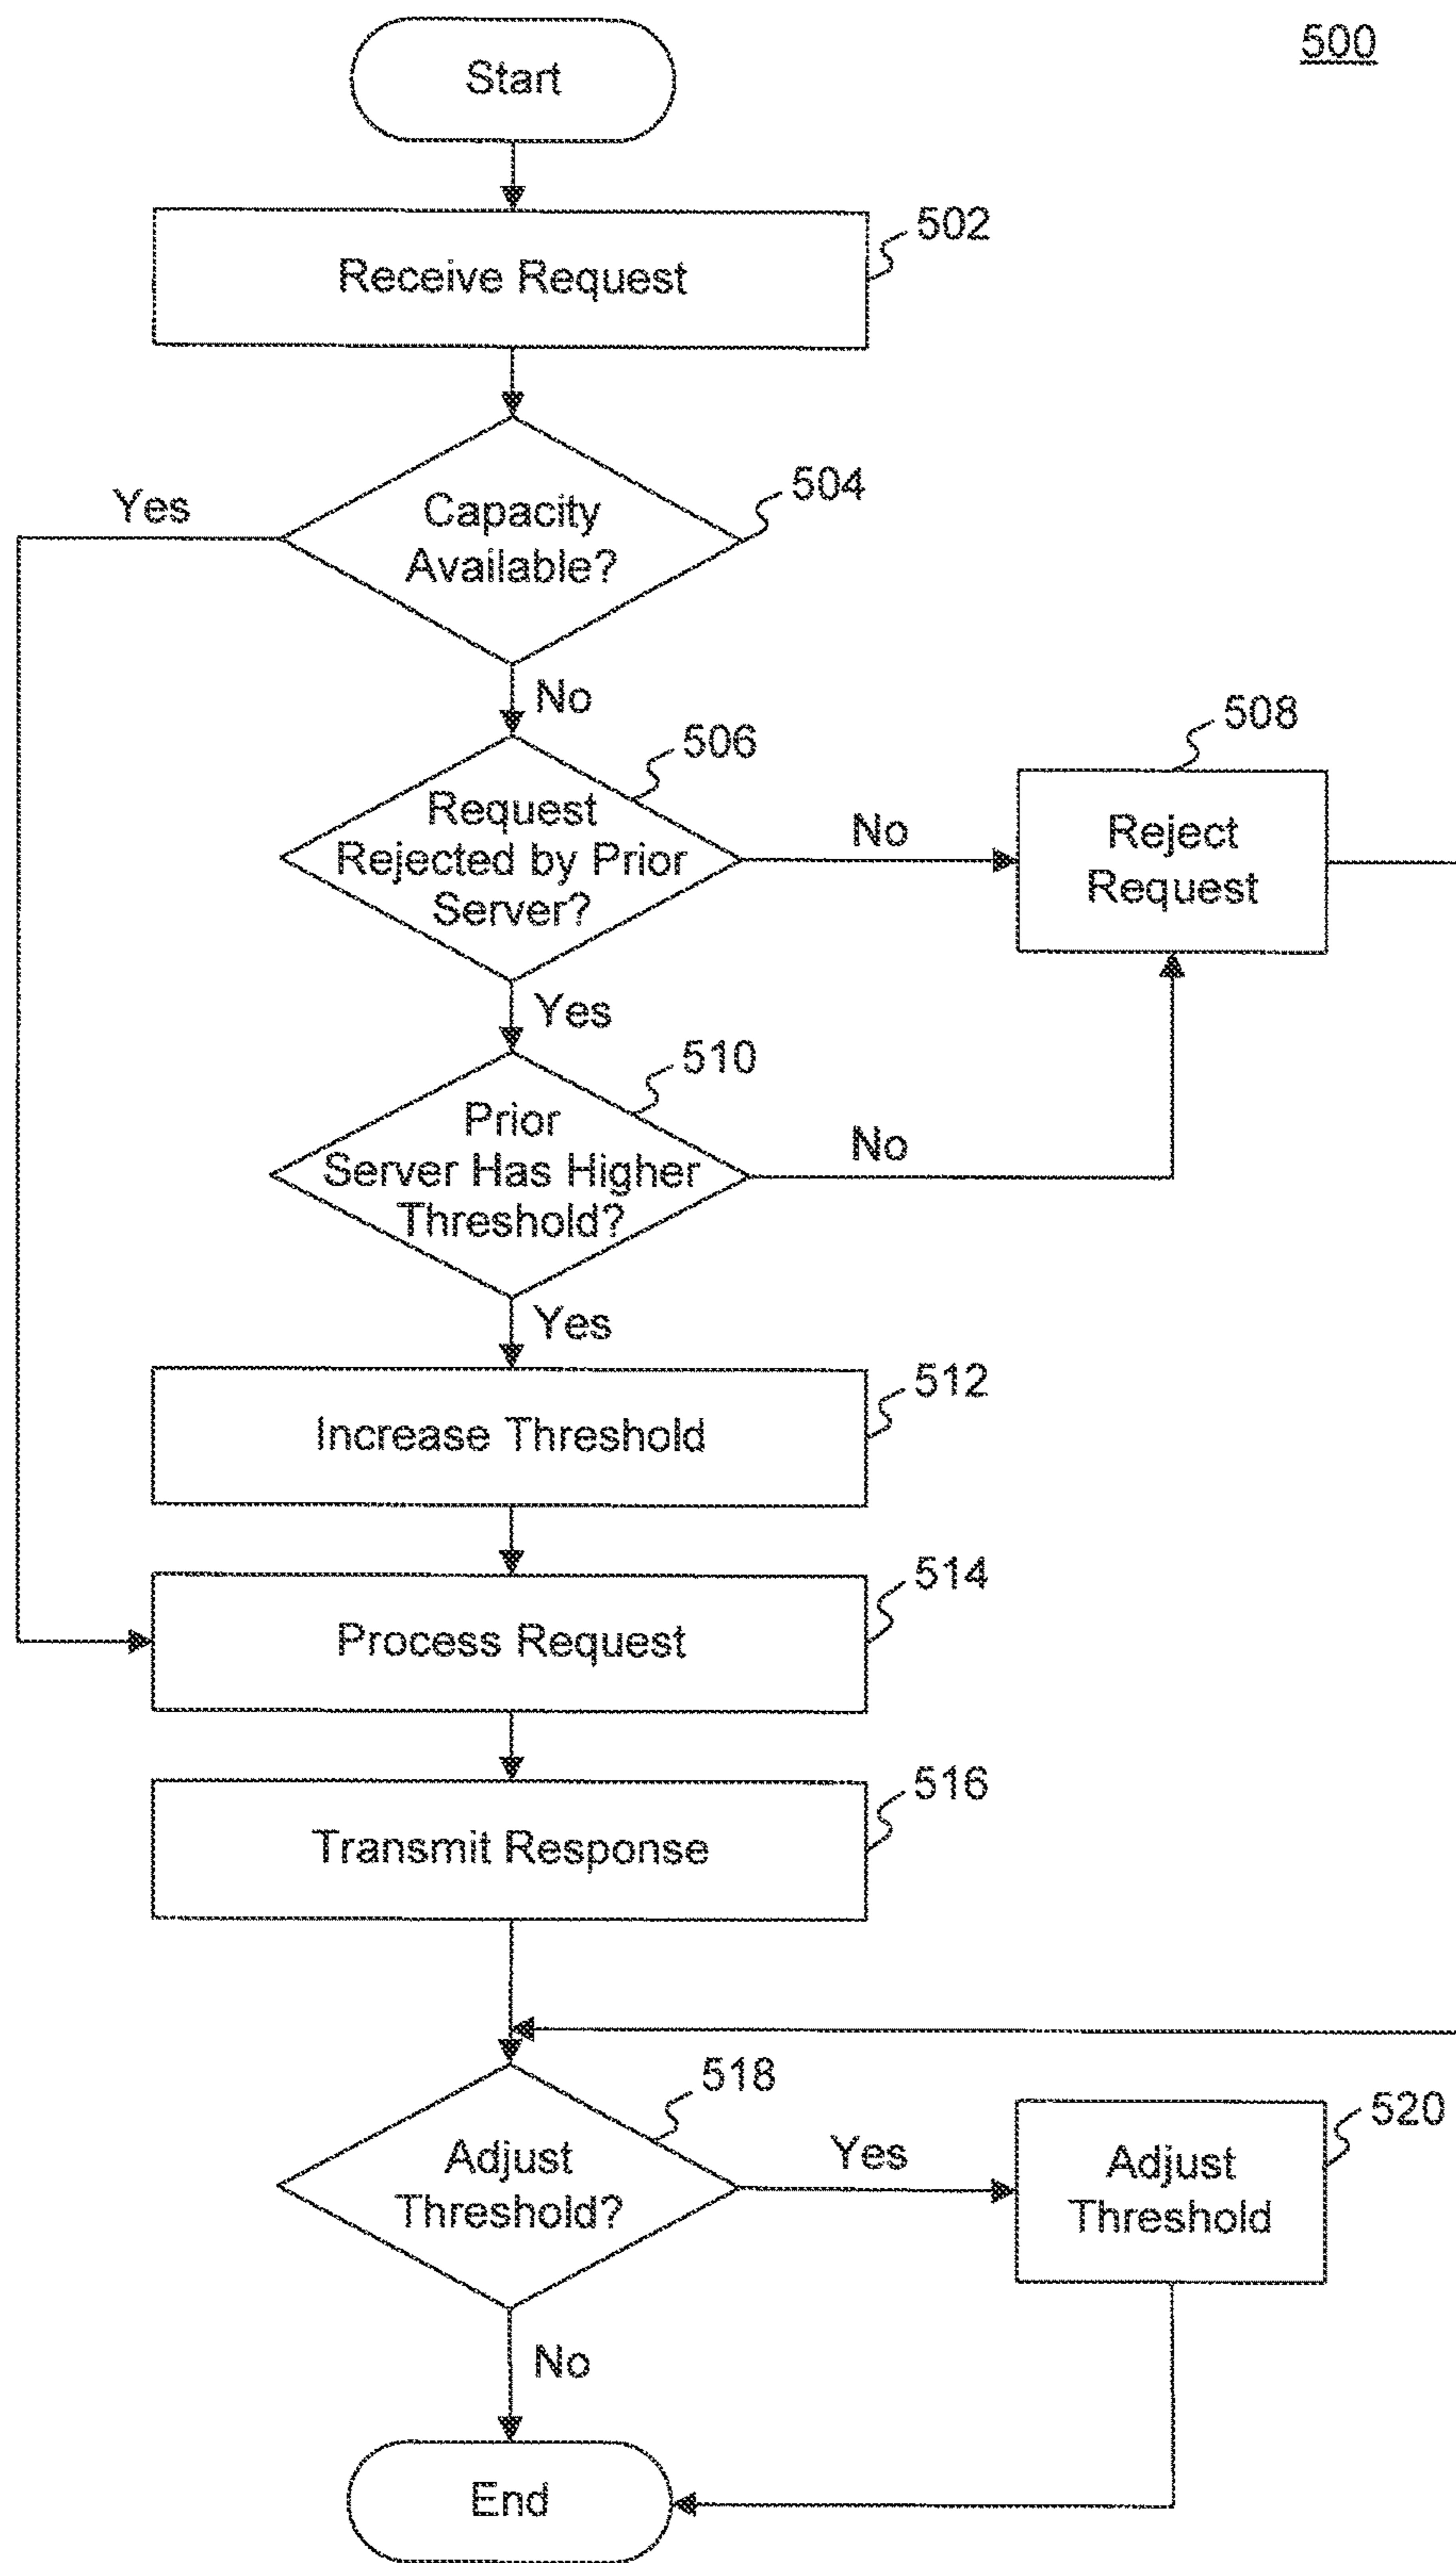 500
Start
502
Receive Request
504
Yes
Capacity
Available?
No
506
508
Request
Rejected by Prior
Server?
No
Reject
Request
Yes
510
Prior
Server Has Higher
Threshold?
No
Yes
512
Increase Threshold
514
Process Request
516
Transmit Response
518
520
Adjust
Threshold?
Yes
Adjust
Threshold
No
End